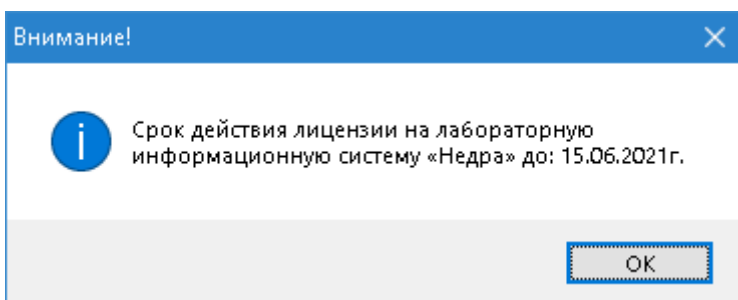 Внимание!
Срок действия лицензии на лабораторную
информационную систему «Недра» до: 15.06.2021г.
OK